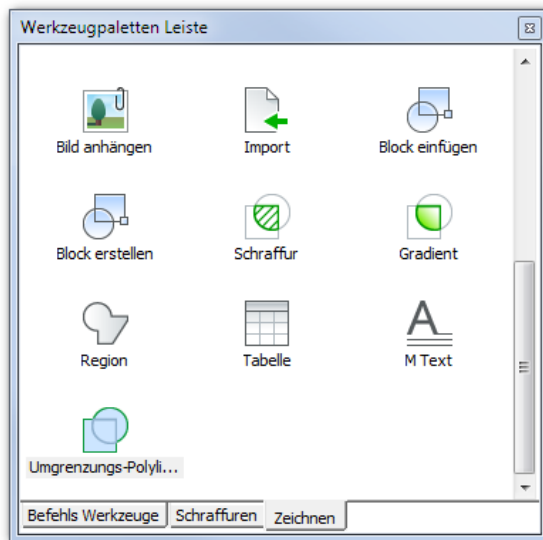 Werkzeugpaletten Leiste
Bild anhängen Import Block einfügen
Block erstellen Schraffur Gradient
Region Tabelle M Text
Umgrenzungs-Polyli...
Befehls Werkzeuge Schraffuren Zeichnen